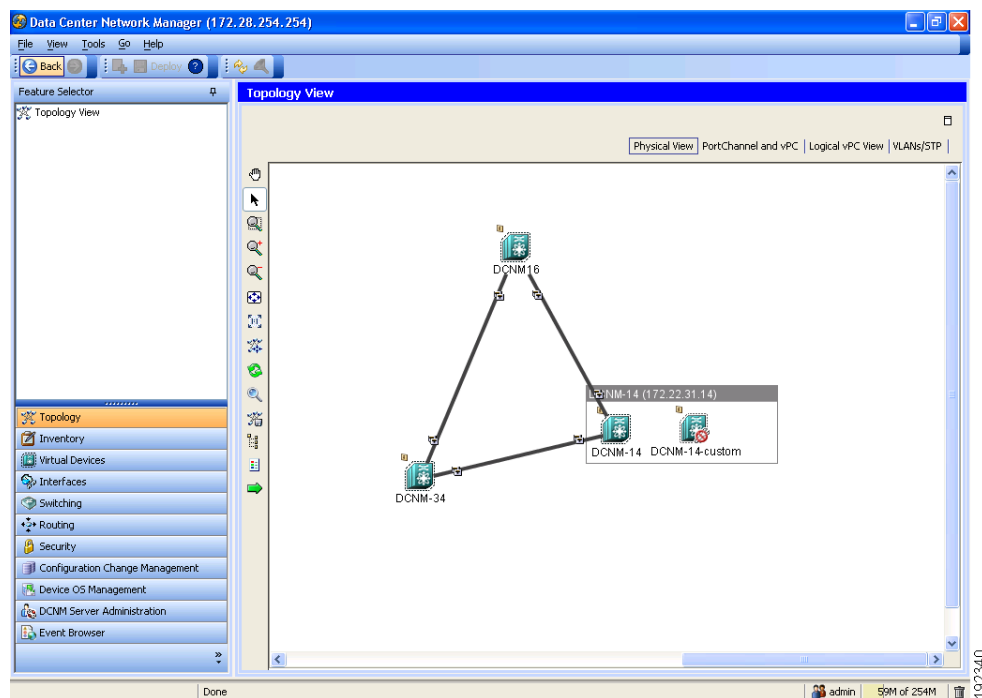 Data Center Network Manager (172.28.254.254)
File View Tools Go Help
Back Deploy
Feature Selector
Topology View
Topology View
Physical View PortChannel and vPC Logical vPC View VLANs/STP
DCNM16
NM-14 (172.22.31.14)
DCNM-14 DCNM-14-custom
DCNM-34
Topology
Inventory
Virtual Devices
Interfaces
Switching
Routing
Security
Configuration Change Management
Device OS Management
DCNM Server Administration
Event Browser
Done
admin 59M of 254M
192340